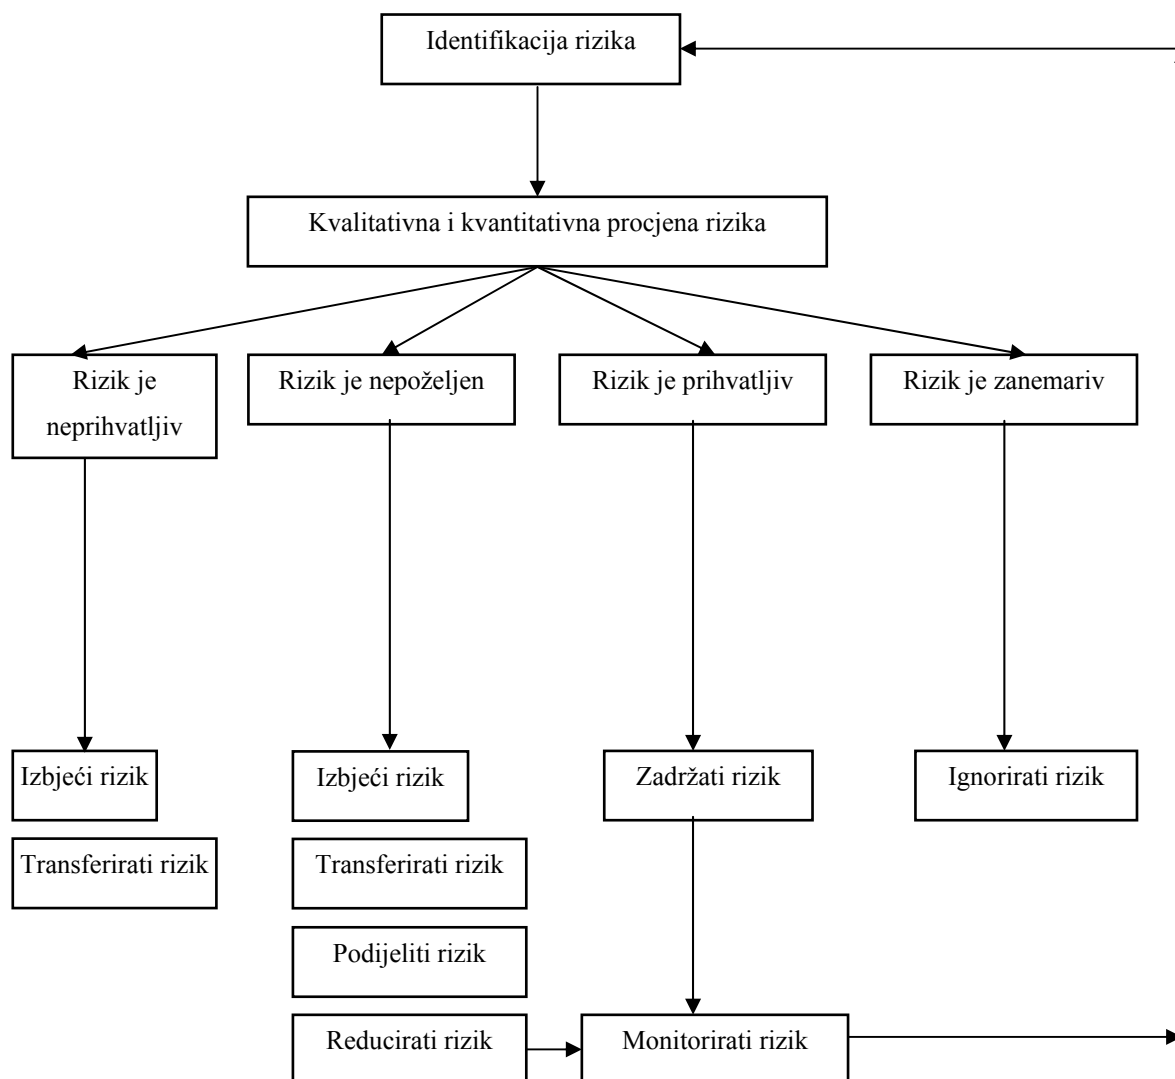 Identifikacija rizika
Kvalitativna i kvantitativna procjena rizika
Rizik je
neprihvatljiv
Rizik je nepoželjen
Rizik je prihvatljiv
Rizik je zanemariv
Izbjeći rizik
Izbjeći rizik
Zadržati rizik
Ignorirati rizik
Transferirati rizik
Transferirati rizik
Podijeliti rizik
Reducirati rizik
Monitorirati rizik